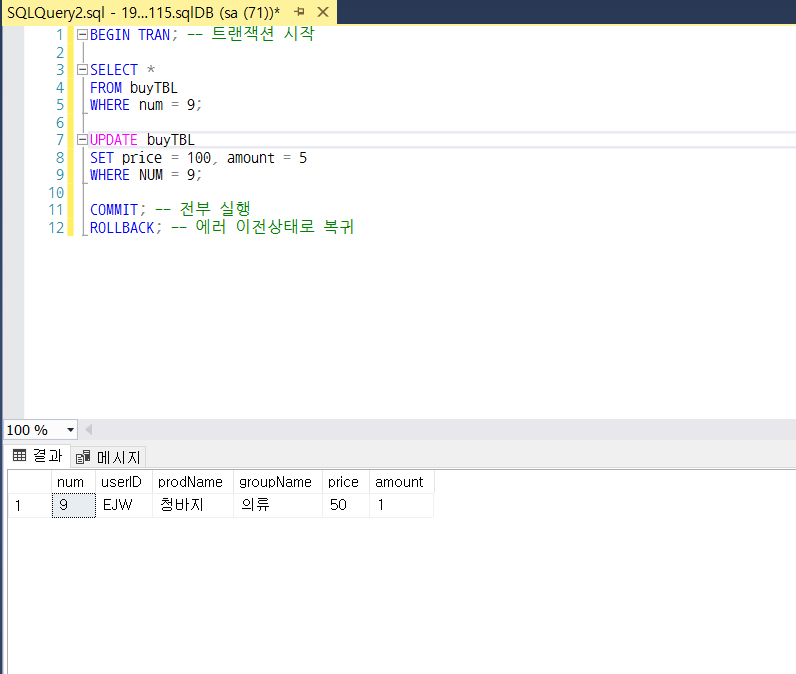 SQLQuery2.sql - 19...115.sqlDB (sa (71))*
1 BEGIN TRAN; -- 트랜잭션 시작
2
3 SELECT *
4 FROM buyTBL
5 WHERE num = 9;
6
7 UPDATE buyTBL
8 SET price = 100, amount = 5
9 WHERE NUM = 9;
10
11 COMMIT; -- 전부 실행
12 ROLLBACK; -- 에러 이전상태로 복귀
100 %
결과 메시지
num userID prodName groupName price amount
1 9 EJW 청바지 의류 50 1